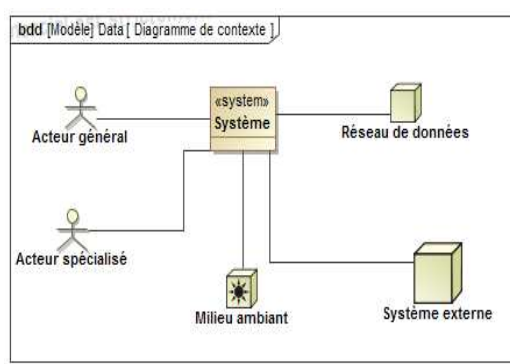 bdd [Modèle] Data [ Diagramme de contexte ]
«system»
Système
Acteur général
Réseau de données
Acteur spécialisé
Milieu ambiant
Système externe